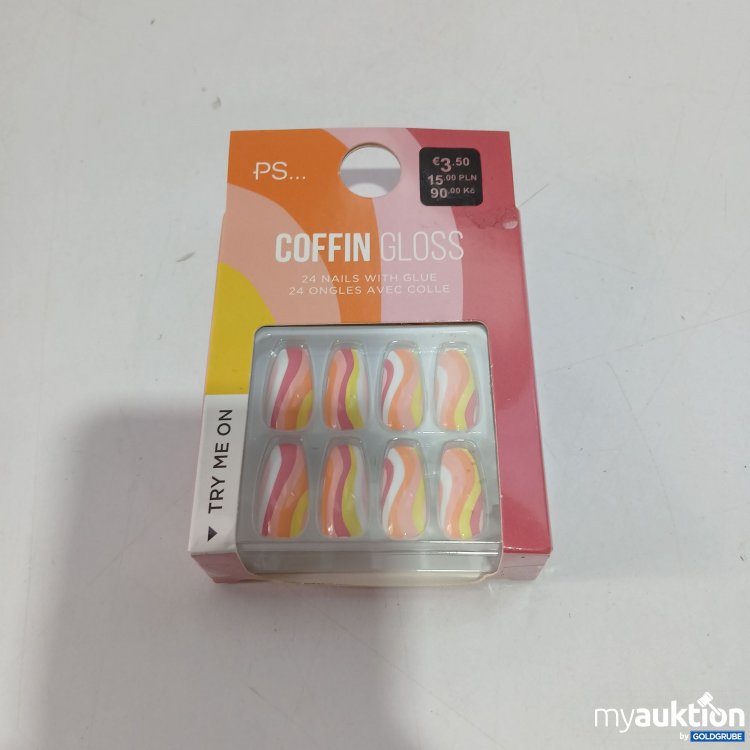 PS...
€3.50
15.00 PLN
90.00 Kč
COFFIN GLOSS
24 NAILS WITH GLUE
24 ONGLES AVEC COLLE
TRY ME ON
myauktion
by GOLDGRUBE